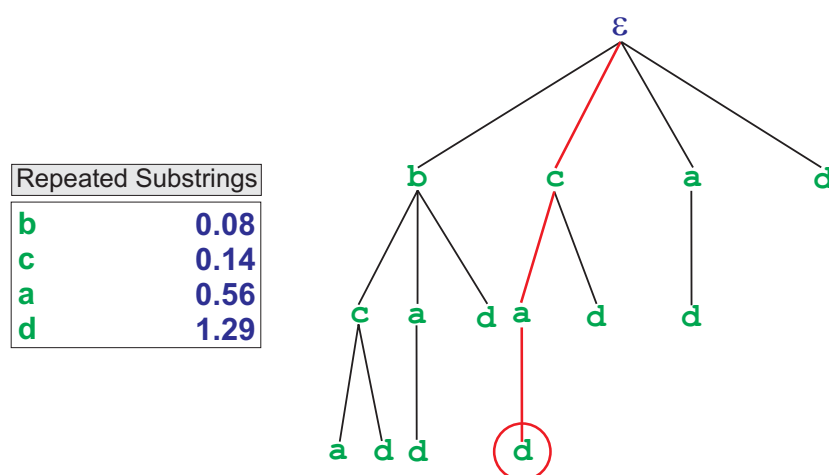 ε
b c a d
Repeated Substrings
b 0.08
c 0.14
a 0.56
d 1.29
c a d a d d
a d d d